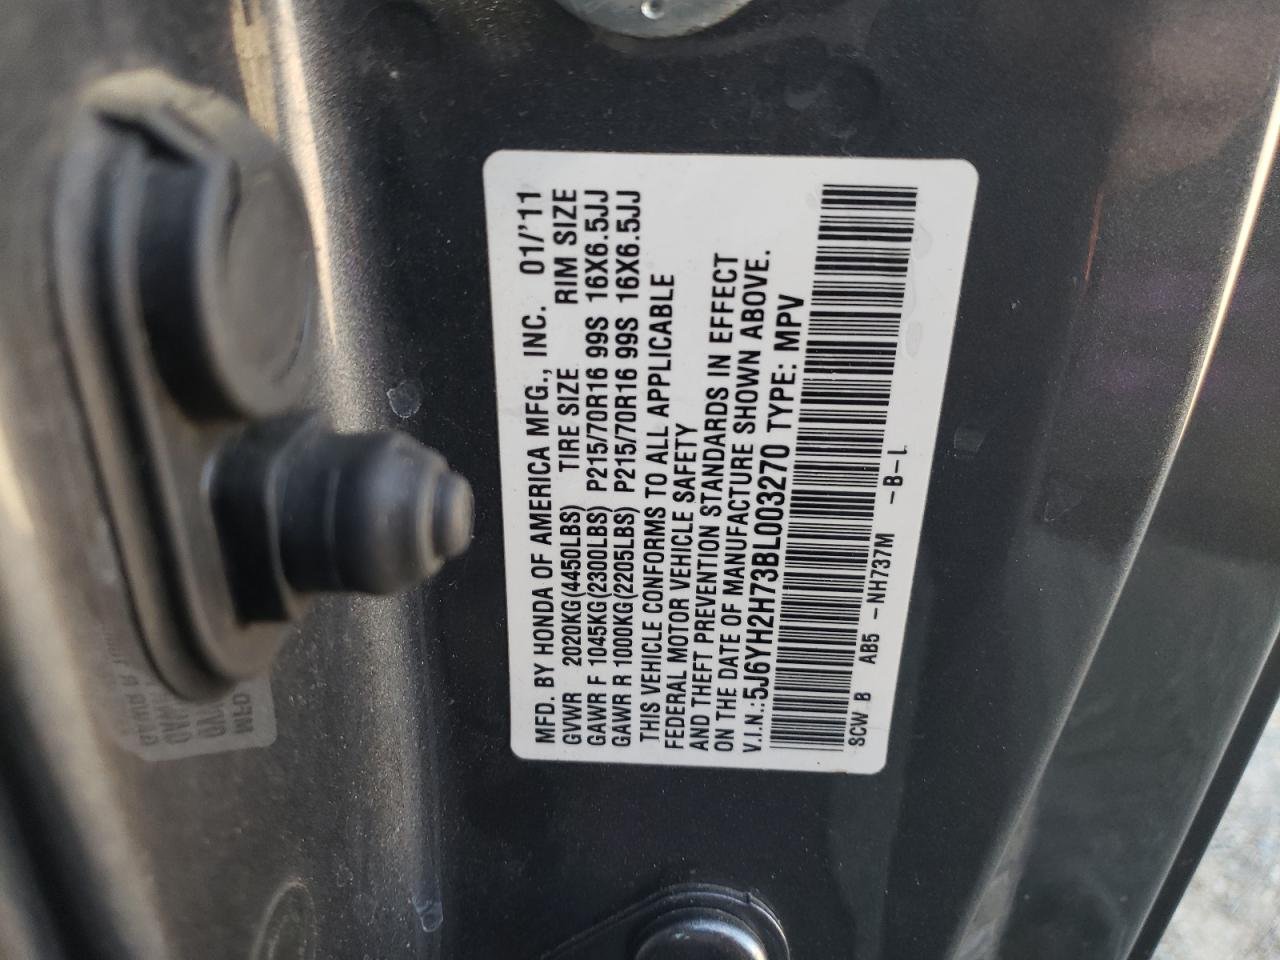 MFD. BY HONDA OF AMERICA MFG., INC. 01/'11
GVWR 2020KG(4450LBS) TIRE SIZE RIM SIZE
GAWR F 1045KG(2300LBS) P215/70R16 99S 16X6.5JJ
GAWR R 1000KG(2205LBS) P215/70R16 99S 16X6.5JJ
THIS VEHICLE CONFORMS TO ALL APPLICABLE
FEDERAL MOTOR VEHICLE SAFETY
AND THEFT PREVENTION STANDARDS IN EFFECT
ON THE DATE OF MANUFACTURE SHOWN ABOVE.
V.I.N.:5J6YH2H73BL003270 TYPE: MPV
SCW B AB5 -NH737M -B-L